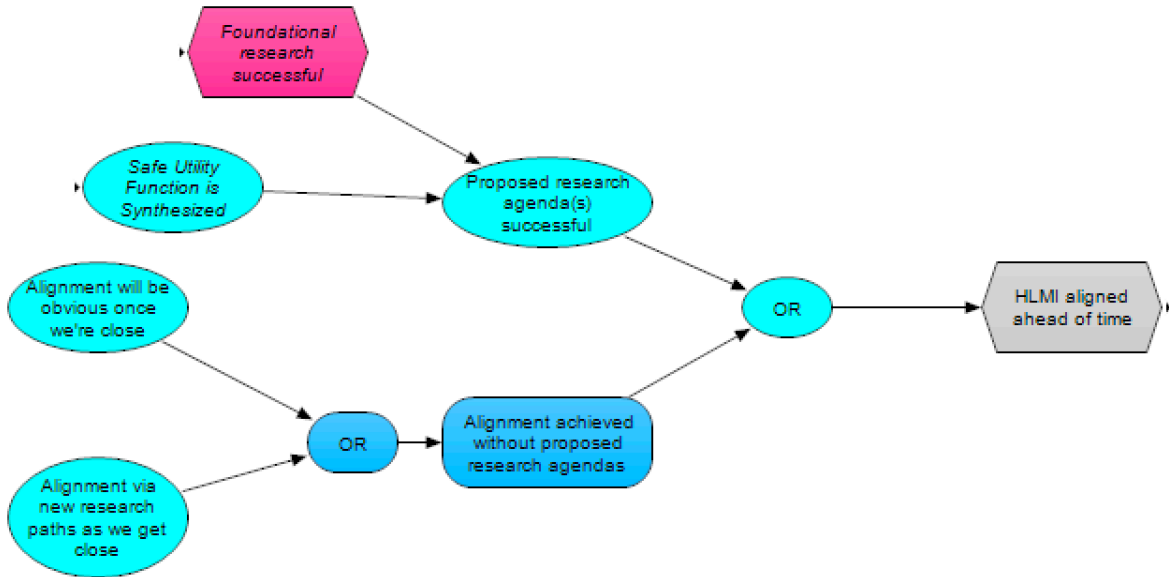 Foundational
research
successful
Safe Utility
Function is
Synthesized
Proposed research
agenda(s)
successful
Alignment will be
obvious once
we're close
OR
HLMI aligned
ahead of time
OR
Alignment achieved
without proposed
research agendas
Alignment via
new research
paths as we get
close